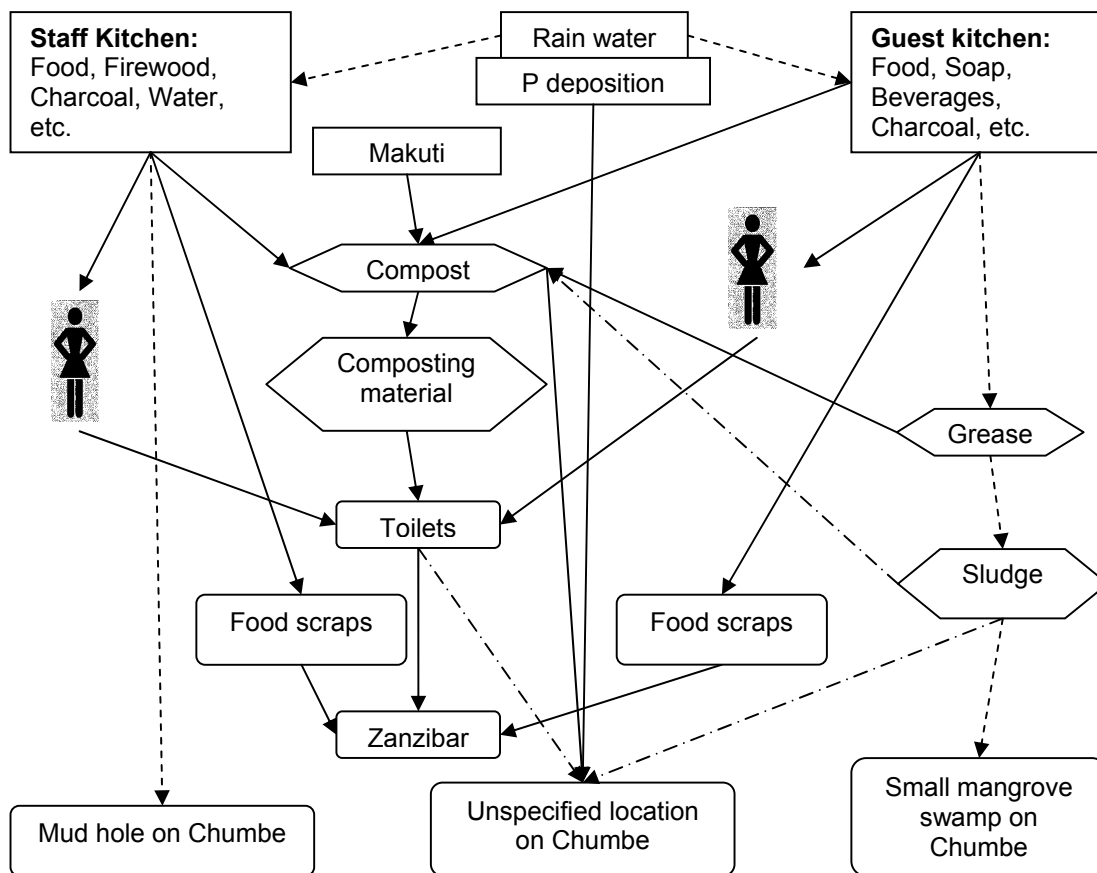 Staff Kitchen:
Food, Firewood,
Charcoal, Water,
etc.
Rain water
P deposition
Guest kitchen:
Food, Soap,
Beverages,
Charcoal, etc.
Makuti
Compost
Composting
material
Grease
Toilets
Sludge
Food scraps
Food scraps
Zanzibar
Mud hole on Chumbe
Unspecified location
on Chumbe
Small mangrove
swamp on
Chumbe